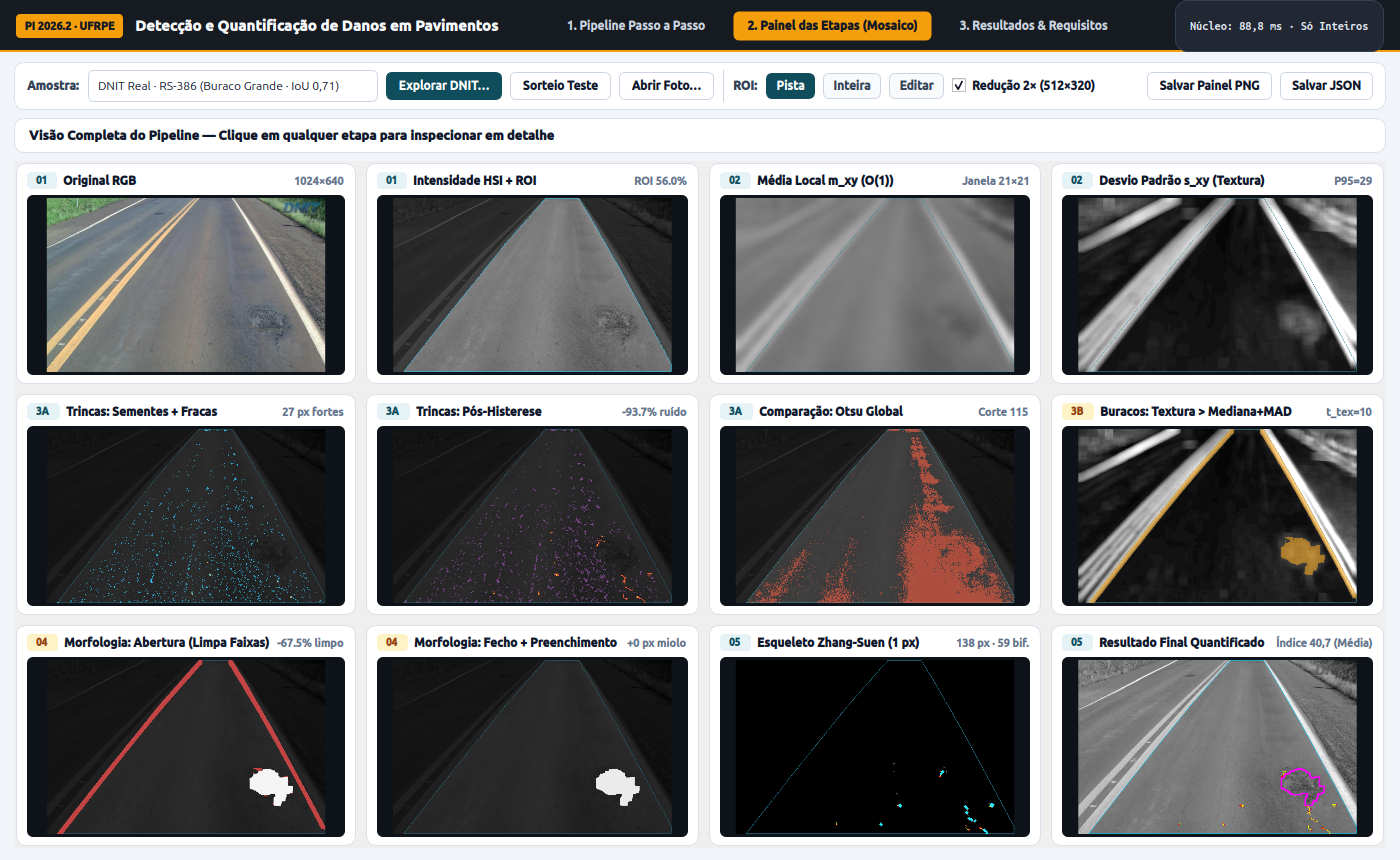 PI 2026.2 · UFRPE
Detecção e Quantificação de Danos em Pavimentos
1. Pipeline Passo a Passo
2. Painel das Etapas (Mosaico)
3. Resultados & Requisitos
Núcleo: 88,8 ms · Só Inteiros
Amostra:
DNIT Real · RS-386 (Buraco Grande · IoU 0,71)
Explorar DNIT...
Sorteio Teste
Abrir Foto...
ROI:
Pista
Inteira
Editar
Redução 2× (512×320)
Salvar Painel PNG
Salvar JSON
Visão Completa do Pipeline — Clique em qualquer etapa para inspecionar em detalhe
01 Original RGB 1024×640
01 Intensidade HSI + ROI ROI 56.0%
02 Média Local m_xy (O(1)) Janela 21×21
02 Desvio Padrão s_xy (Textura) P95=29
3A Trincas: Sementes + Fracas 27 px fortes
3A Trincas: Pós-Histerese -93.7% ruído
3A Comparação: Otsu Global Corte 115
3B Buracos: Textura > Mediana+MAD t_tex=10
04 Morfologia: Abertura (Limpa Faixas) -67.5% limpo
04 Morfologia: Fecho + Preenchimento +0 px miolo
05 Esqueleto Zhang-Suen (1 px) 138 px · 59 bif.
05 Resultado Final Quantificado Índice 40,7 (Média)